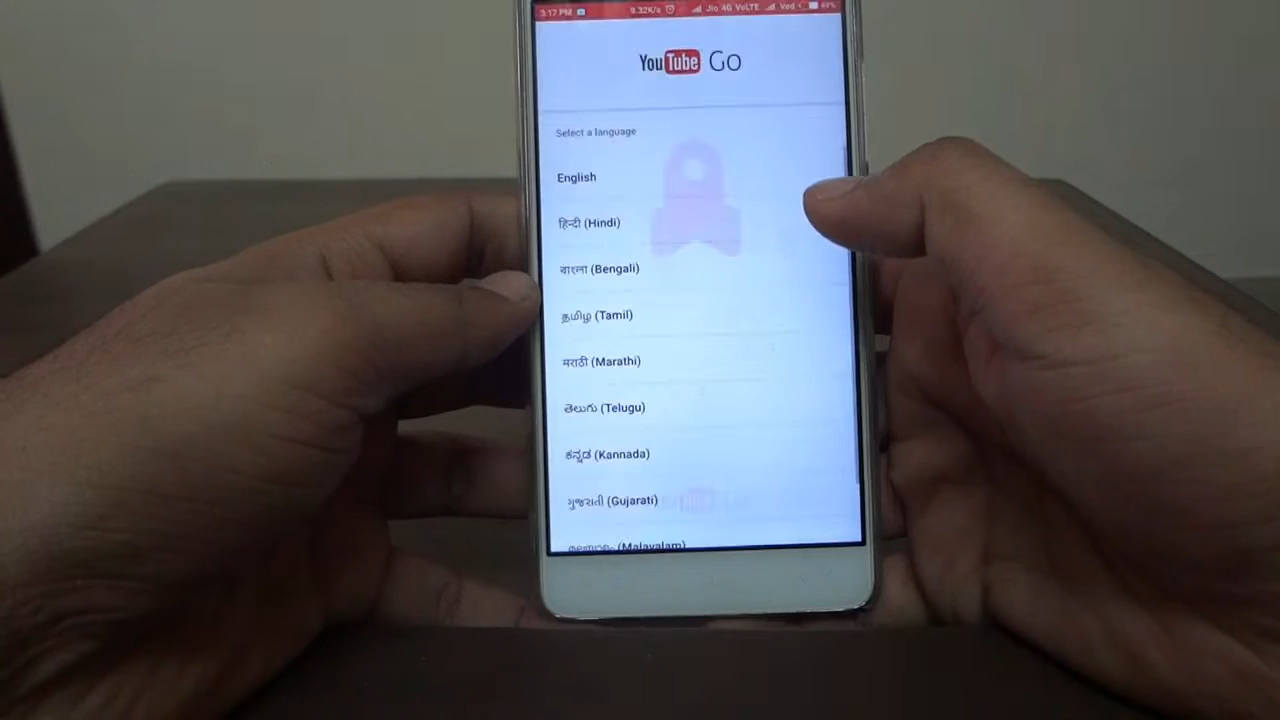 3:17 PM 9.32K/s Jio 4G VoLTE Vod 49%
YouTube Go
Select a language
English
हिन्दी (Hindi)
বাংলা (Bengali)
தமிழ் (Tamil)
मराठी (Marathi)
తెలుగు (Telugu)
ಕನ್ನಡ (Kannada)
ગુજરાતી (Gujarati)
മലയാളം (Malayalam)